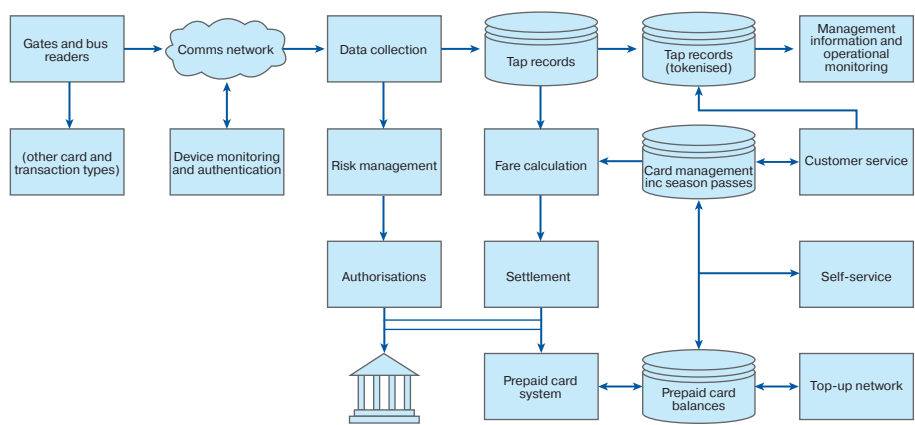 Gates and bus
readers
Comms network
Data collection
Tap records
Tap records
(tokenised)
Management
information and
operational
monitoring
(other card and
transaction types)
Device monitoring
and authentication
Risk management
Fare calculation
Card management
inc season passes
Customer service
Authorisations
Settlement
Self-service
Prepaid card
system
Prepaid card
balances
Top-up network